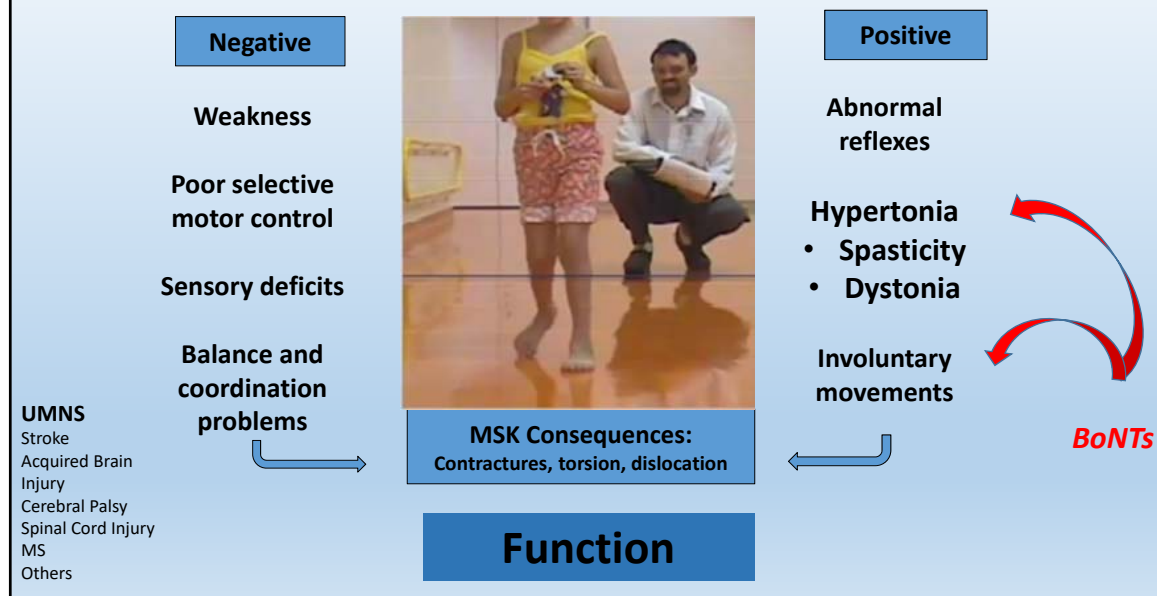 Negative
Weakness
Poor selective
motor control
Sensory deficits
Balance and
coordination
problems
UMNS
Stroke
Acquired Brain
Injury
Cerebral Palsy
Spinal Cord Injury
MS
Others
MSK Consequences:
Contractures, torsion, dislocation
Function
Positive
Abnormal
reflexes
Hypertonia
• Spasticity
• Dystonia
Involuntary
movements
BoNTs